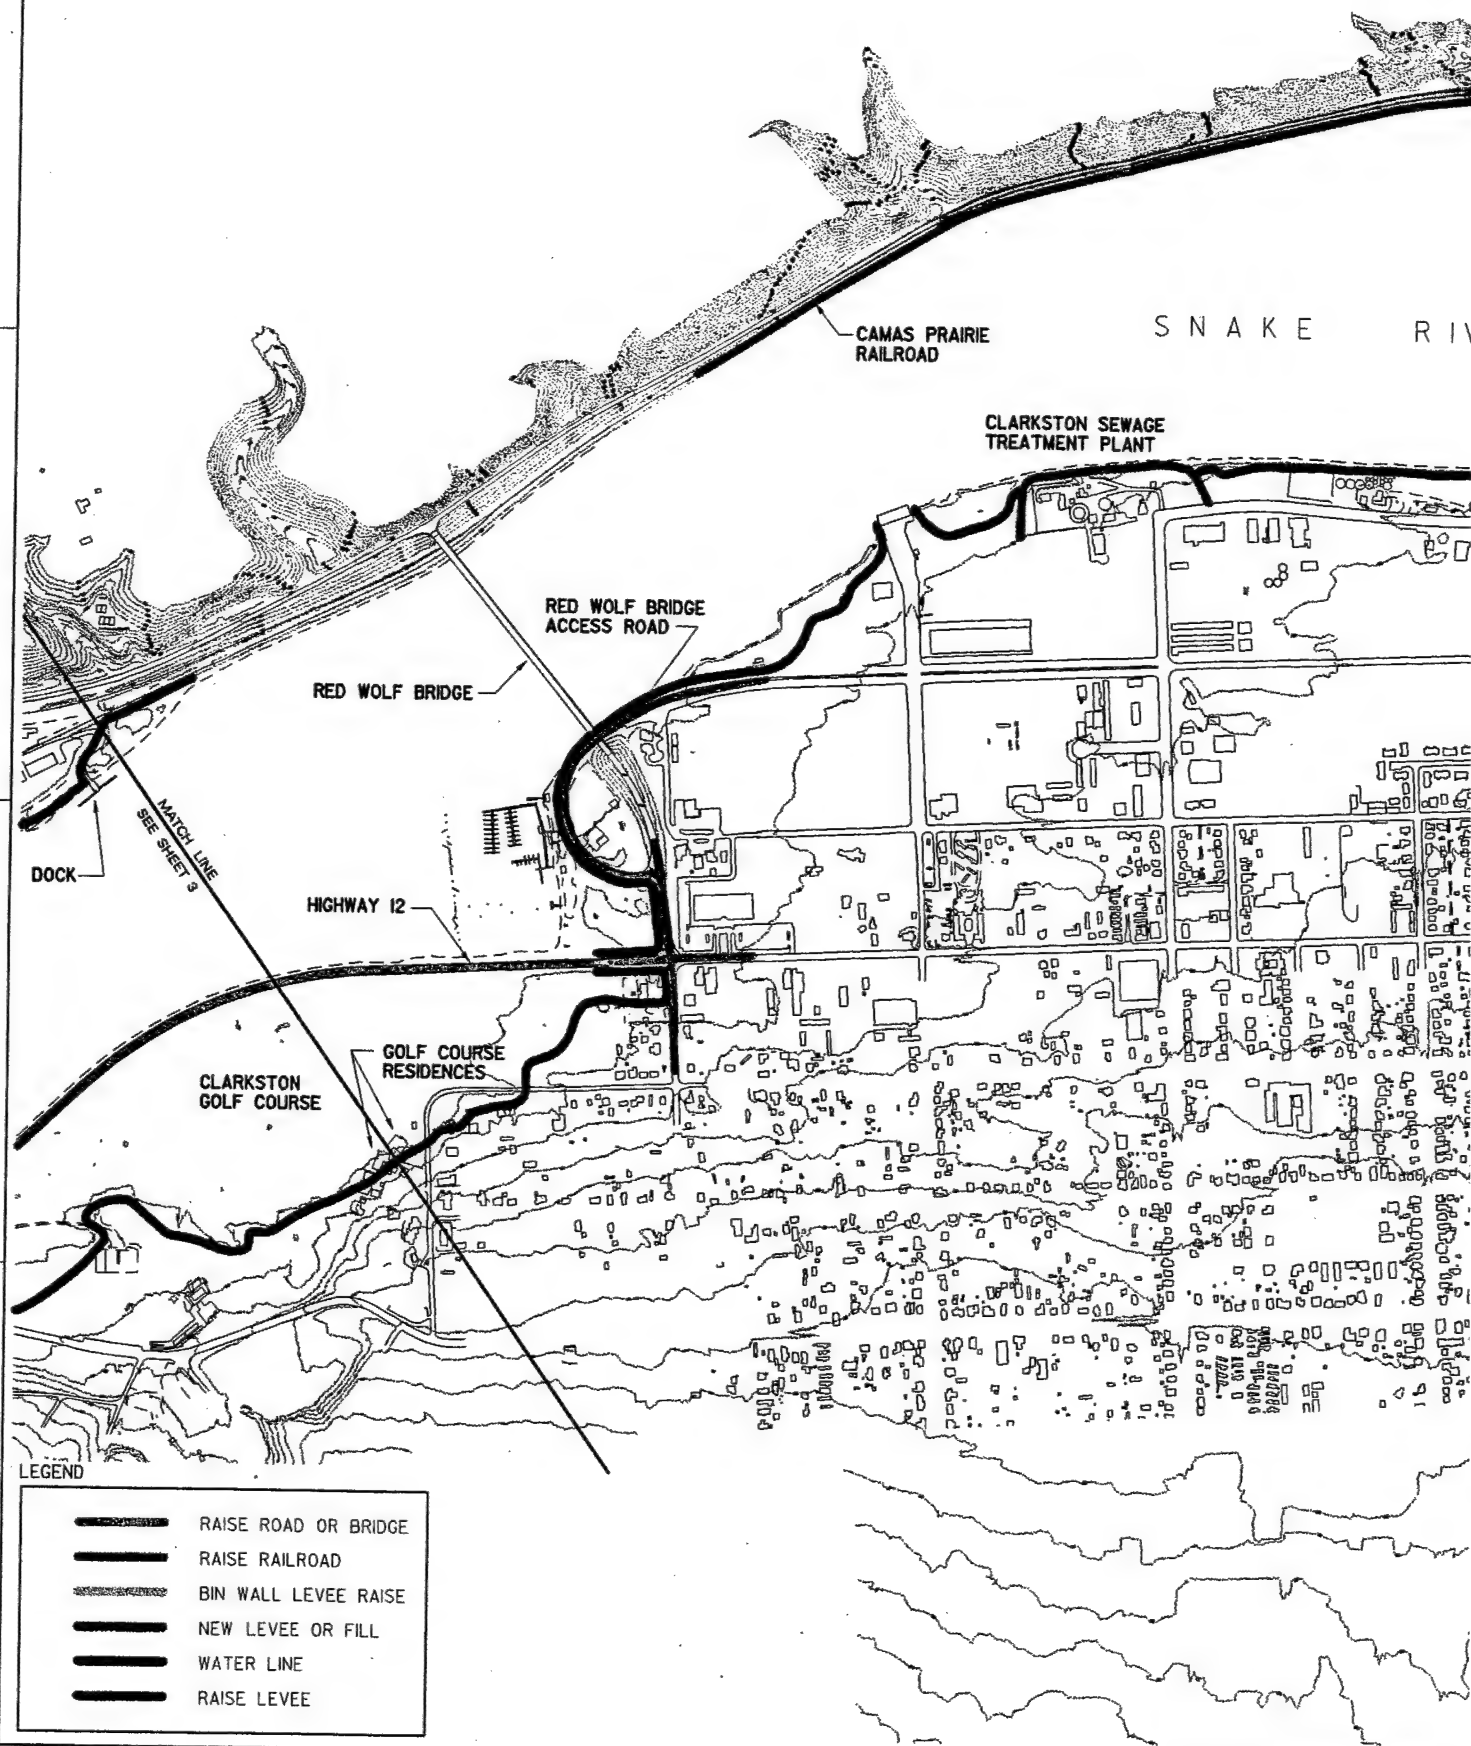 CAMAS PRAIRIE
RAILROAD
SNAKE RIV
CLARKSTON SEWAGE
TREATMENT PLANT
RED WOLF BRIDGE
ACCESS ROAD
RED WOLF BRIDGE
MATCH LINE
SEE SHEET 3
DOCK
HIGHWAY 12
GOLF COURSE
RESIDENCES
CLARKSTON
GOLF COURSE
LEGEND
RAISE ROAD OR BRIDGE
RAISE RAILROAD
BIN WALL LEVEE RAISE
NEW LEVEE OR FILL
WATER LINE
RAISE LEVEE